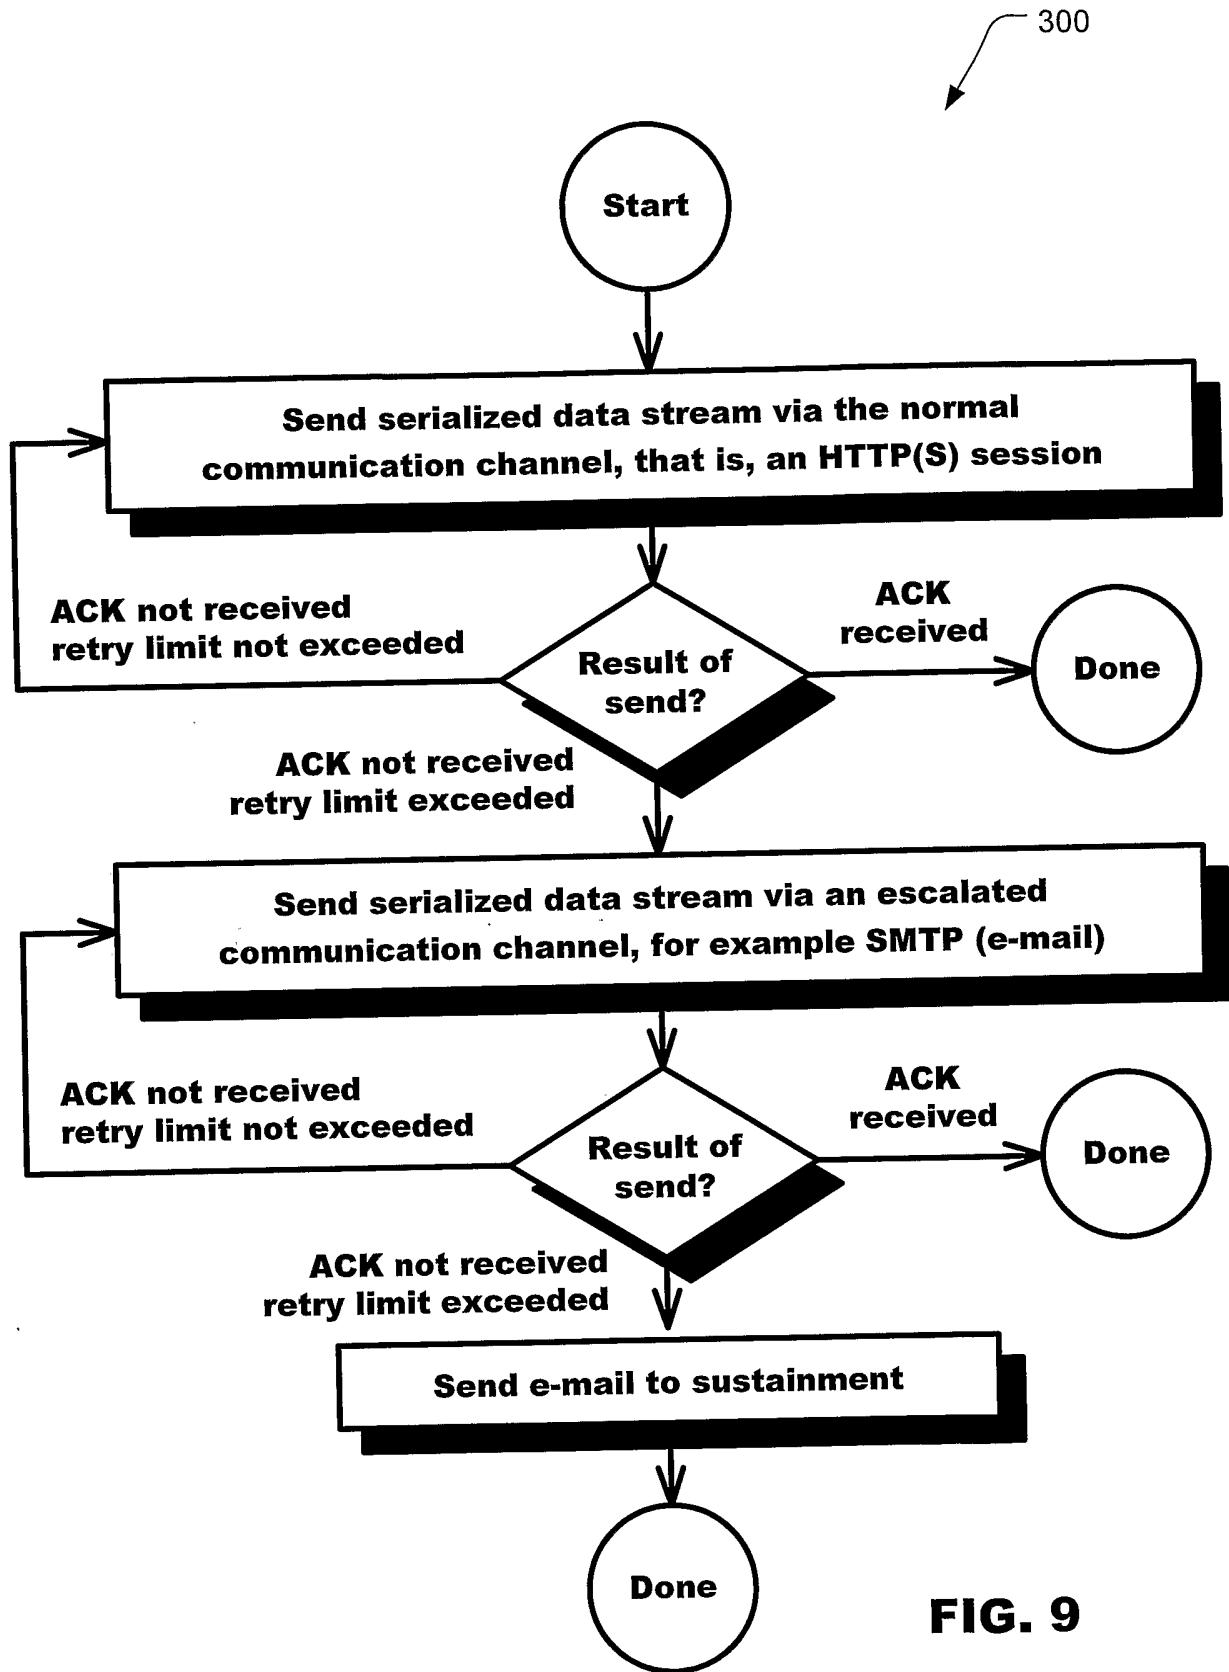 300
Start
Send serialized data stream via the normal
communication channel, that is, an HTTP(S) session
ACK not received
retry limit not exceeded
ACK
received
Result of
send?
Done
ACK not received
retry limit exceeded
Send serialized data stream via an escalated
communication channel, for example SMTP (e-mail)
ACK not received
retry limit not exceeded
ACK
received
Result of
send?
Done
ACK not received
retry limit exceeded
Send e-mail to sustainment
Done
FIG. 9